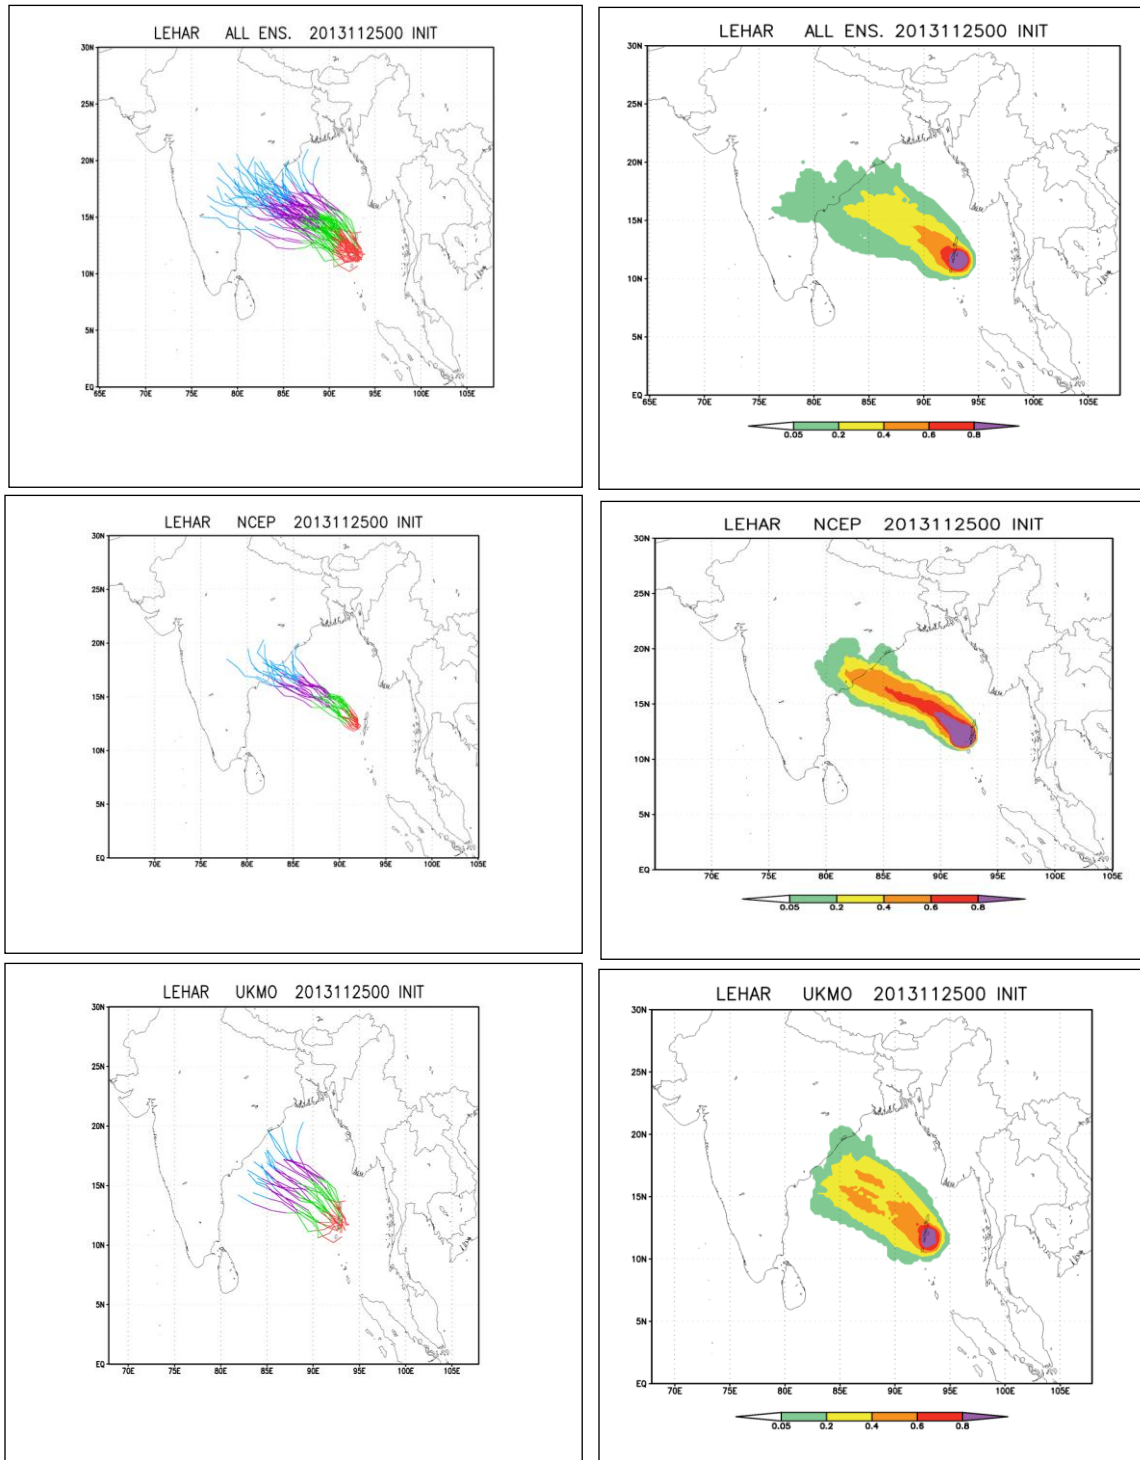 LEHAR ALL ENS. 2013112500 INIT
30N
25N
20N
15N
10N
5N
EQ
65E 70E 75E 80E 85E 90E 95E 100E 105E
LEHAR ALL ENS. 2013112500 INIT
30N
25N
20N
15N
10N
5N
EQ
65E 70E 75E 80E 85E 90E 95E 100E 105E
0.05 0.2 0.4 0.6 0.8
LEHAR NCEP 2013112500 INIT
30N
25N
20N
15N
10N
5N
EQ
70E 75E 80E 85E 90E 95E 100E 105E
LEHAR NCEP 2013112500 INIT
30N
25N
20N
15N
10N
5N
EQ
70E 75E 80E 85E 90E 95E 100E 105E
0.05 0.2 0.4 0.6 0.8
LEHAR UKMO 2013112500 INIT
30N
25N
20N
15N
10N
5N
EQ
70E 75E 80E 85E 90E 95E 100E 105E
LEHAR UKMO 2013112500 INIT
30N
25N
20N
15N
10N
5N
EQ
70E 75E 80E 85E 90E 95E 100E 105E
0.05 0.2 0.4 0.6 0.8